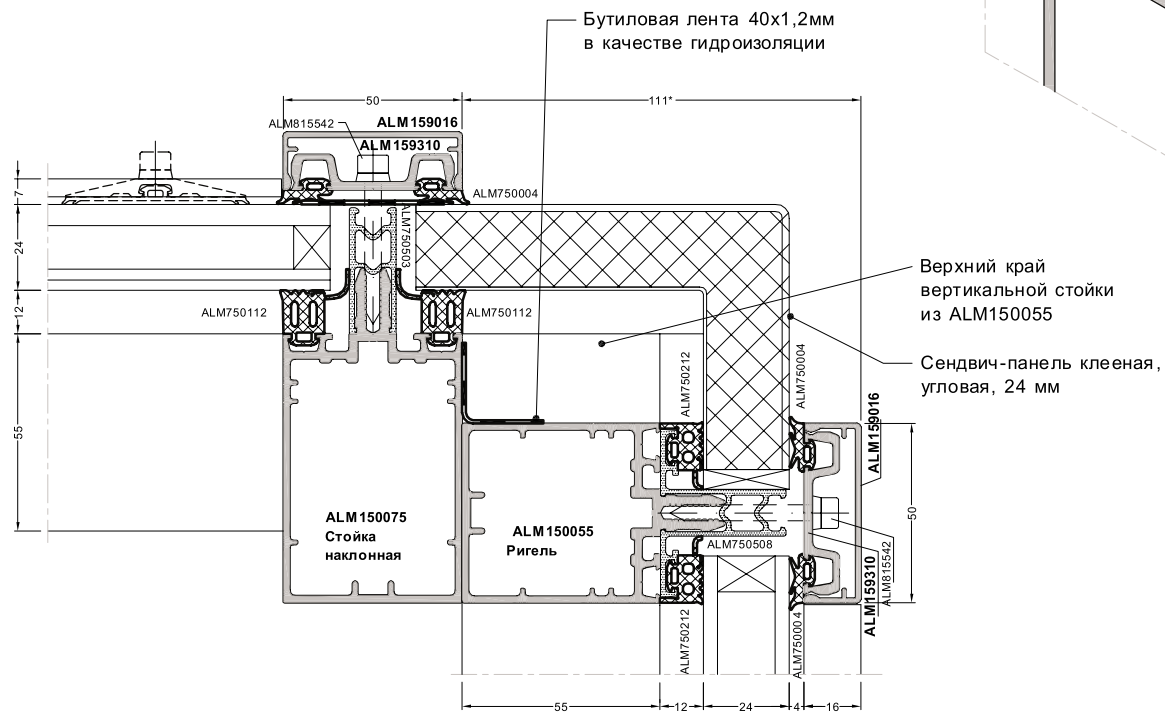 Бутиловая лента 40х1,2мм
в качестве гидроизоляции
50
111*
ALM815542
ALM159016
ALM159310
ALM750004
7
24
12
55
ALM750503
ALM750112
ALM750112
Верхний край
вертикальной стойки
из ALM150055
Сендвич-панель клееная,
угловая, 24 мм
ALM750212
ALM750004
ALM159016
50
ALM150075
Стойка
наклонная
ALM150055
Ригель
ALM750508
ALM815542
ALM159310
ALM750212
ALM75000 4
55
12
24
4
16